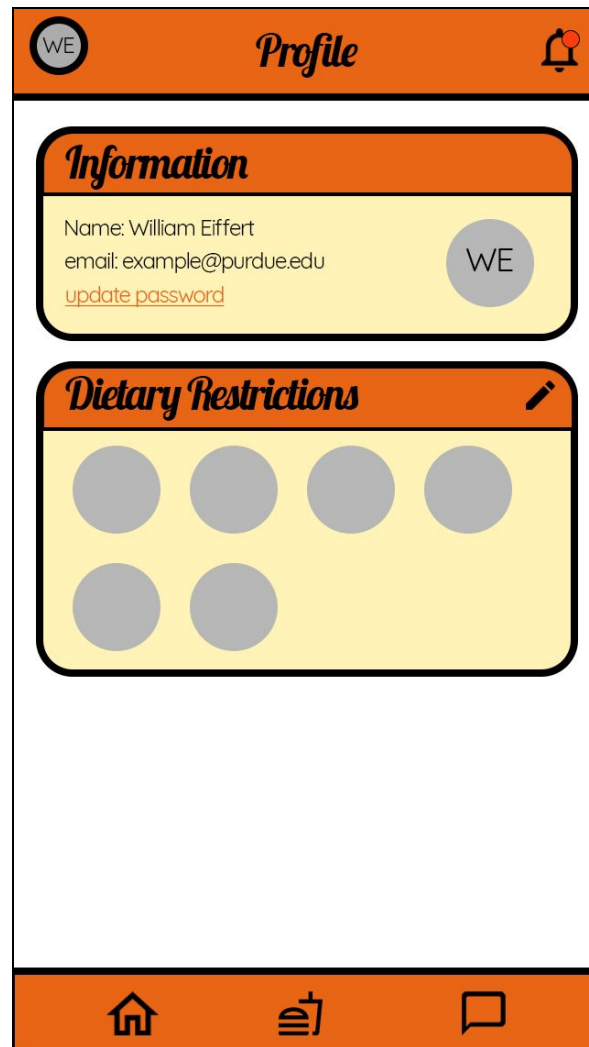 WE
Profile
Information
Name: William Eiffert
email: example@purdue.edu
WE
update password
Dietary Restrictions